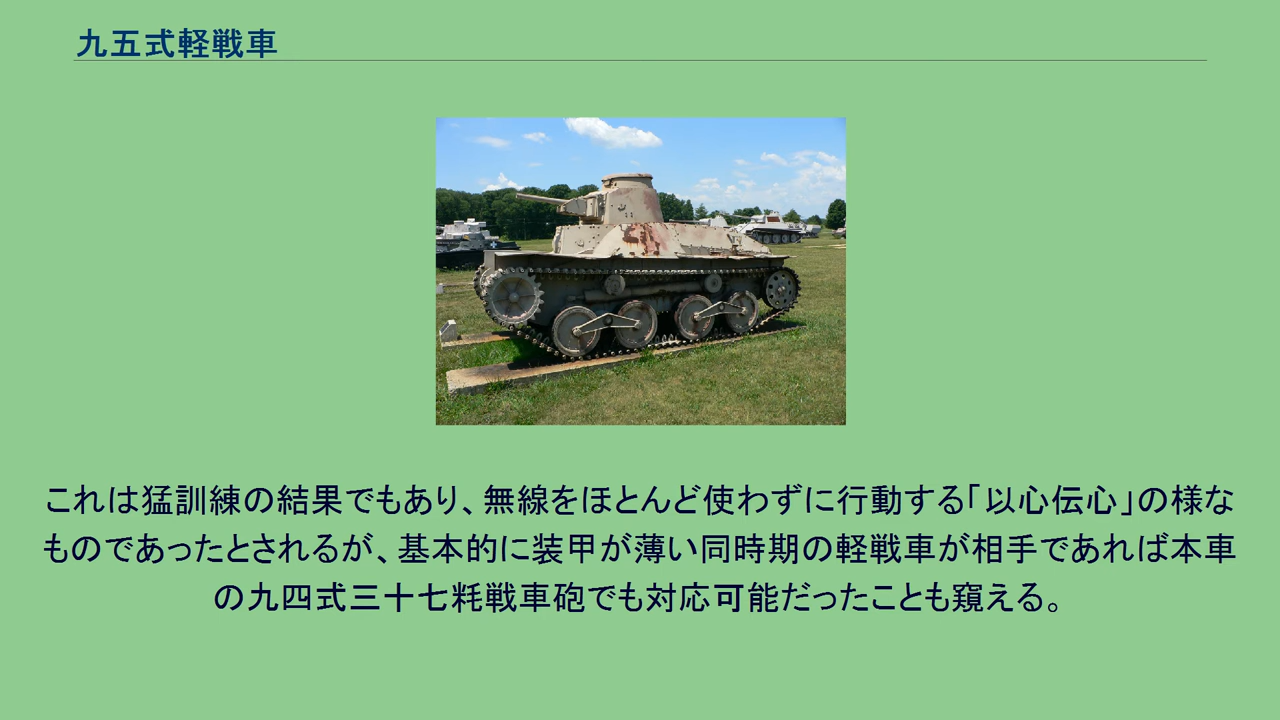 九五式軽戦車
これは猛訓練の結果でもあり、無線をほとんど使わずに行動する「以心伝心」の様な
ものであったとされるが、基本的に装甲が薄い同時期の軽戦車が相手であれば本車
の九四式三十七粍戦車砲でも対応可能だったことも窺える。